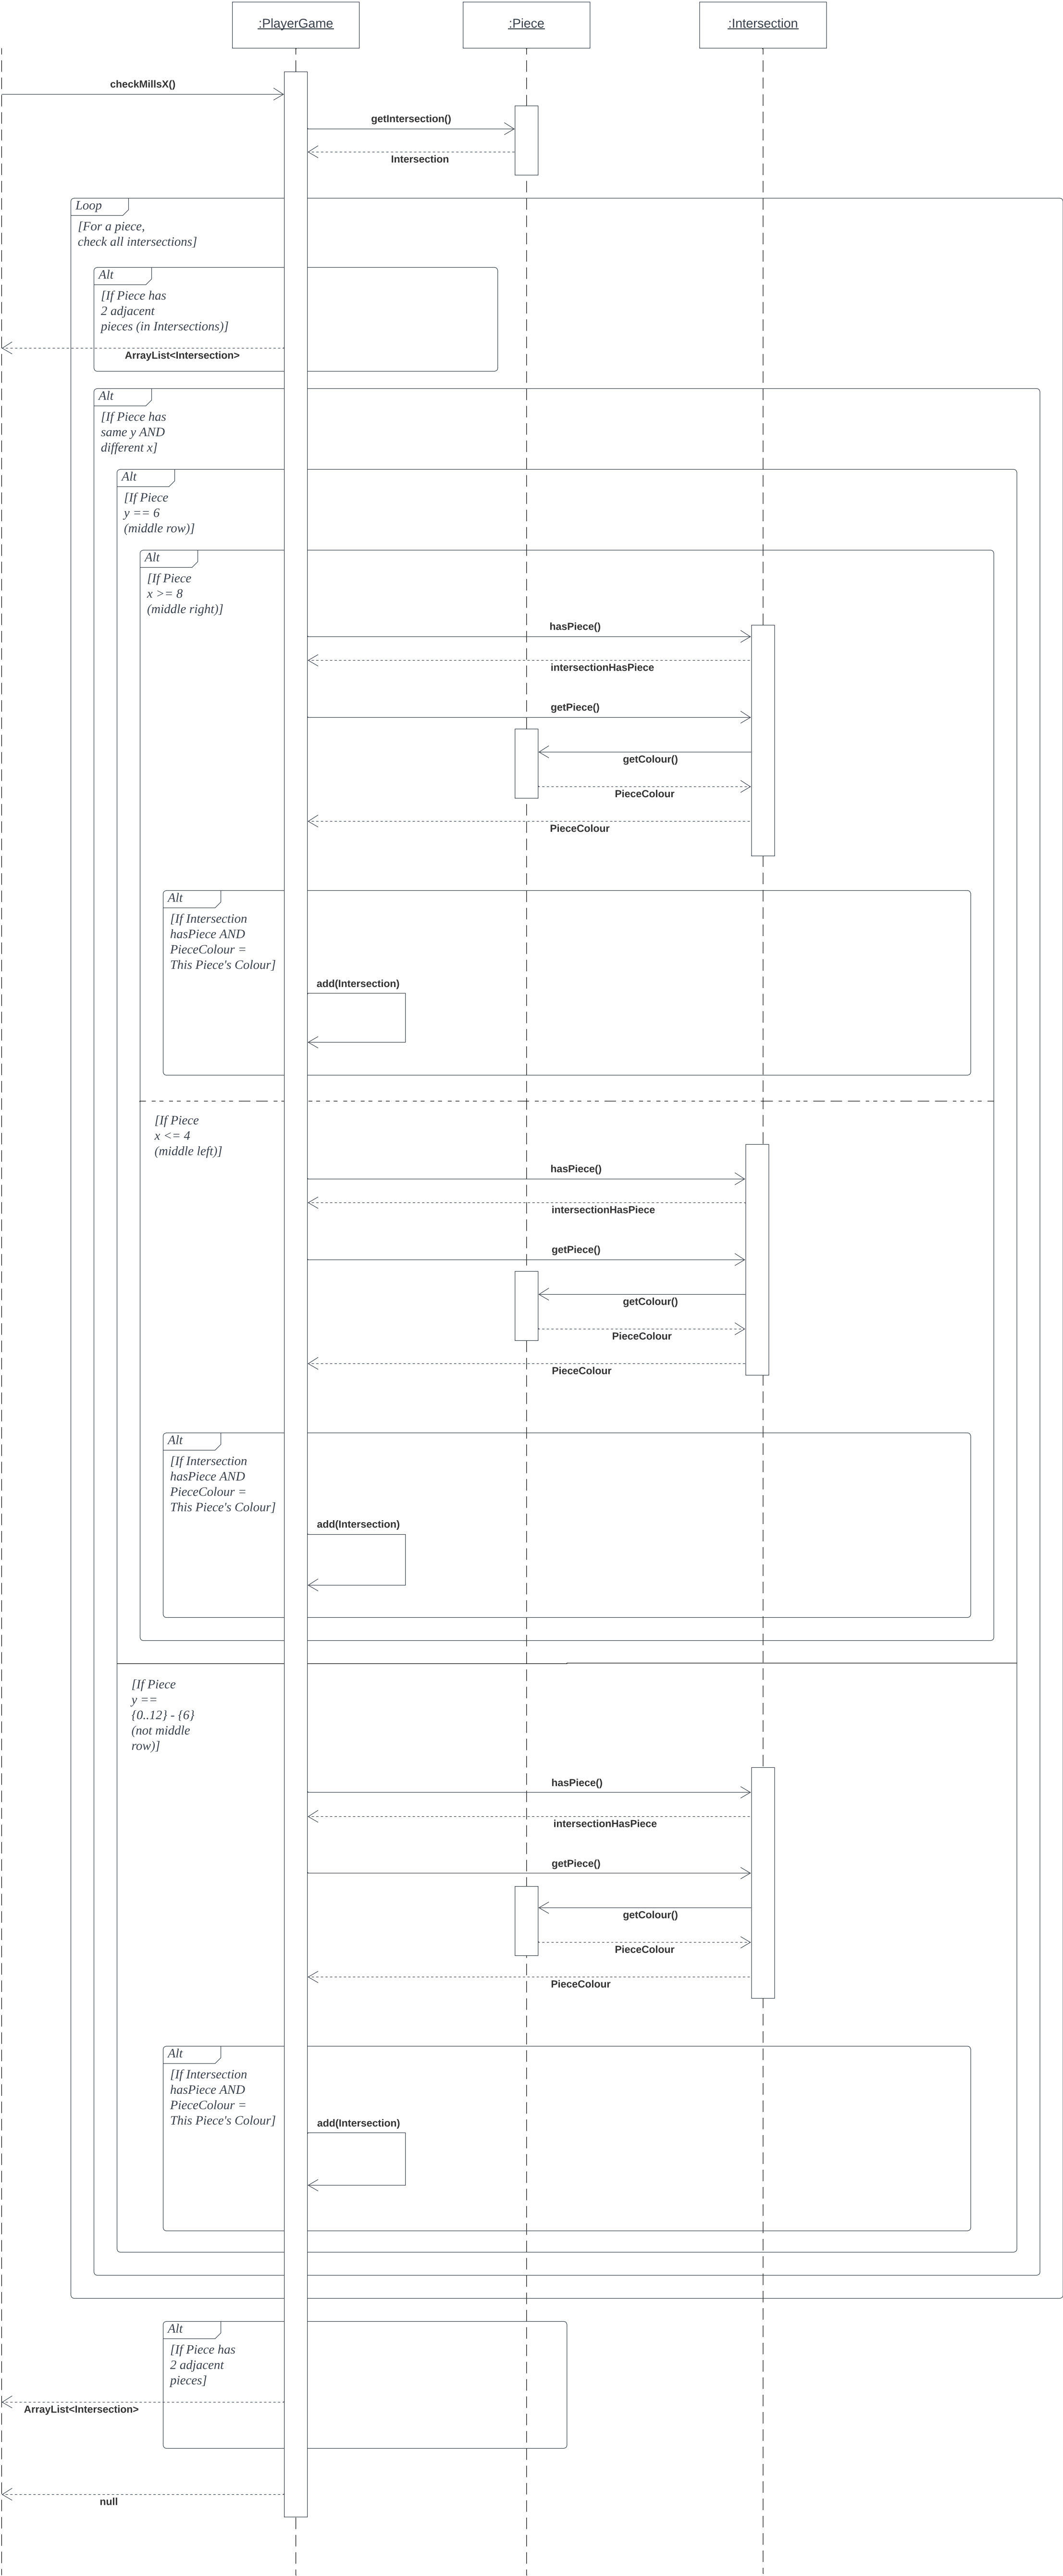 :PlayerGame
:Piece
:Intersection
checkMillsX()
getIntersection()
Intersection
Loop
[For a piece,
check all intersections]
Alt
[If Piece has
2 adjacent
pieces (in Intersections)]
ArrayList<Intersection>
Alt
[If Piece has
same y AND
different x]
Alt
[If Piece
y == 6
(middle row)]
Alt
[If Piece
x >= 8
(middle right)]
hasPiece()
intersectionHasPiece
getPiece()
getColour()
PieceColour
PieceColour
Alt
[If Intersection
hasPiece AND
PieceColour =
This Piece's Colour]
add(Intersection)
[If Piece
x <= 4
(middle left)]
hasPiece()
intersectionHasPiece
getPiece()
getColour()
PieceColour
PieceColour
Alt
[If Intersection
hasPiece AND
PieceColour =
This Piece's Colour]
add(Intersection)
[If Piece
y ==
{0..12} - {6}
(not middle
row)]
hasPiece()
intersectionHasPiece
getPiece()
getColour()
PieceColour
PieceColour
Alt
[If Intersection
hasPiece AND
PieceColour =
This Piece's Colour]
add(Intersection)
Alt
[If Piece has
2 adjacent
pieces]
ArrayList<Intersection>
null